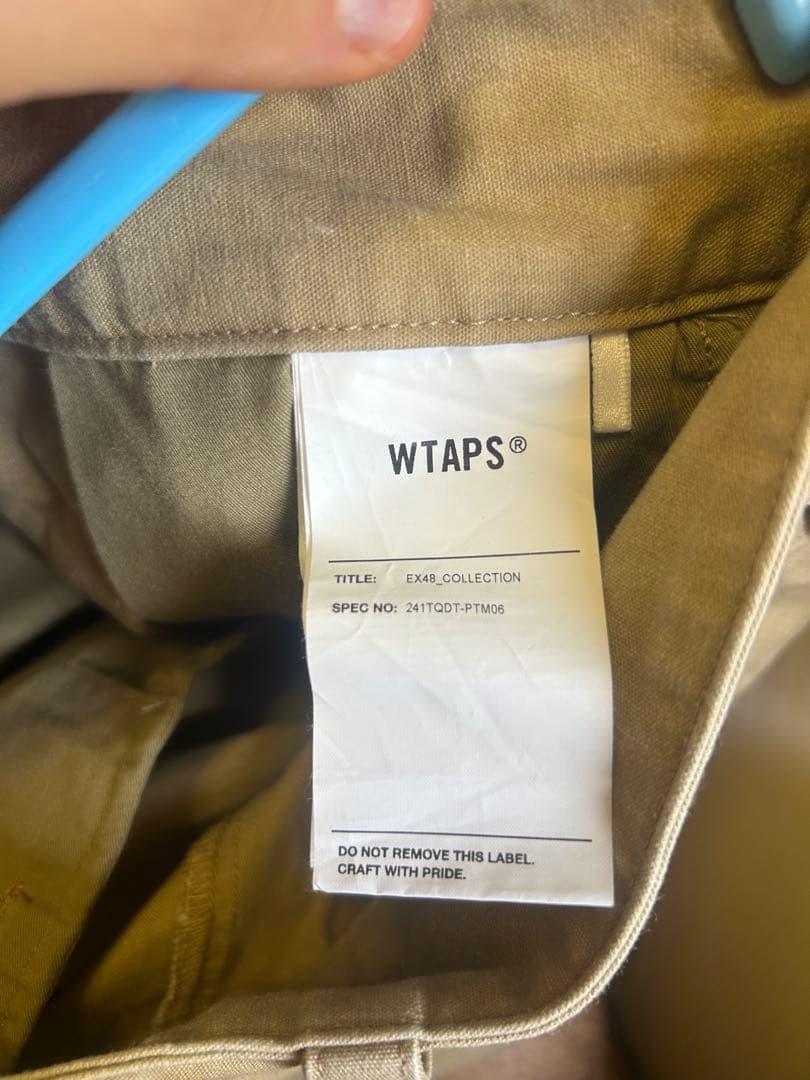 WTAPS®
TITLE: EX48_COLLECTION
SPEC NO: 241TQDT-PTM06
DO NOT REMOVE THIS LABEL.
CRAFT WITH PRIDE.